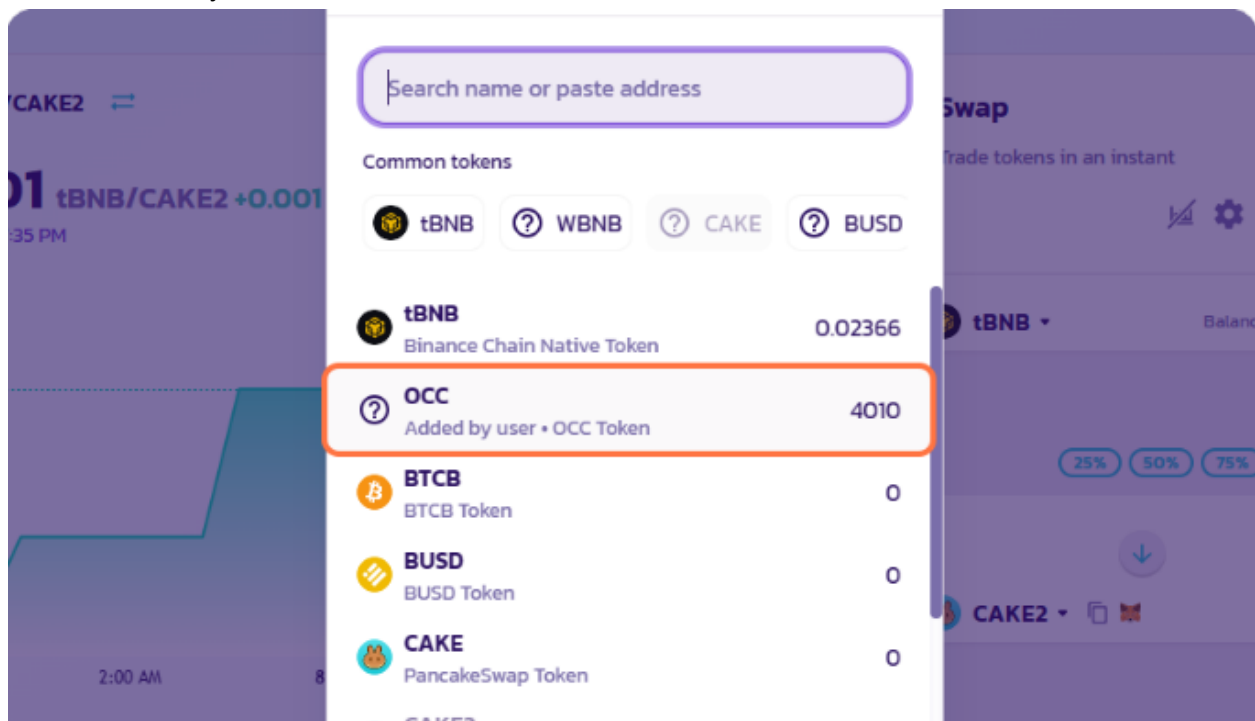 Search name or paste address
/CAKE2
Swap
Common tokens
Trade tokens in an instant
01 tBNB/CAKE2 +0.001
:35 PM
tBNB
WBNB
CAKE
BUSD
tBNB
Binance Chain Native Token
0.02366
tBNB
OCC
Added by user • OCC Token
4010
25%
50%
75%
BTCB
BTCB Token
0
BUSD
BUSD Token
0
CAKE2
CAKE
PancakeSwap Token
0
2:00 AM
8